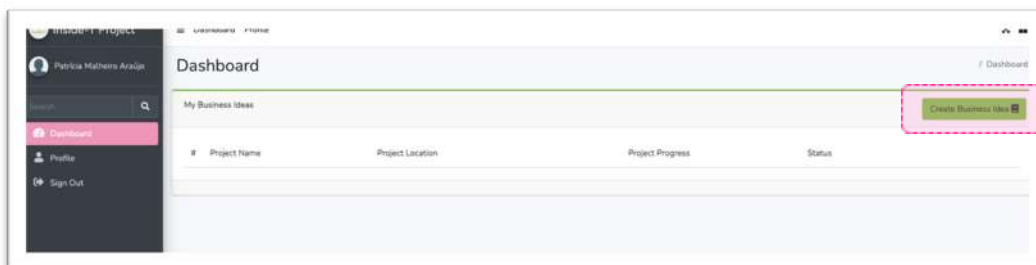 Inside-T Project
Dashboard Profile
Patrícia Malheiro Araújo
Dashboard
/ Dashboard
Search
My Business Ideas
Create Business Idea
Dashboard
# Project Name Project Location Project Progress Status
Profile
Sign Out